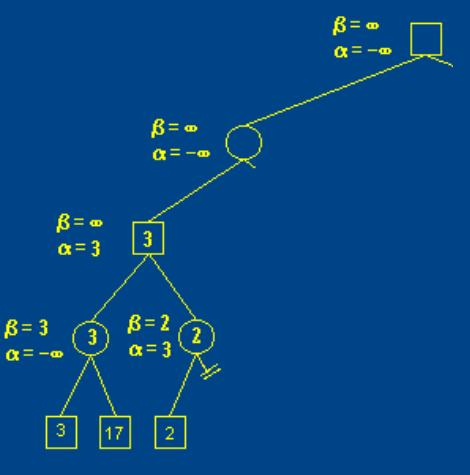 β = ∞
α = −∞
β = ∞
α = −∞
β = ∞
α = 3
3
β = 3
α = −∞
3
β = 2
α = 3
2
3
17
2